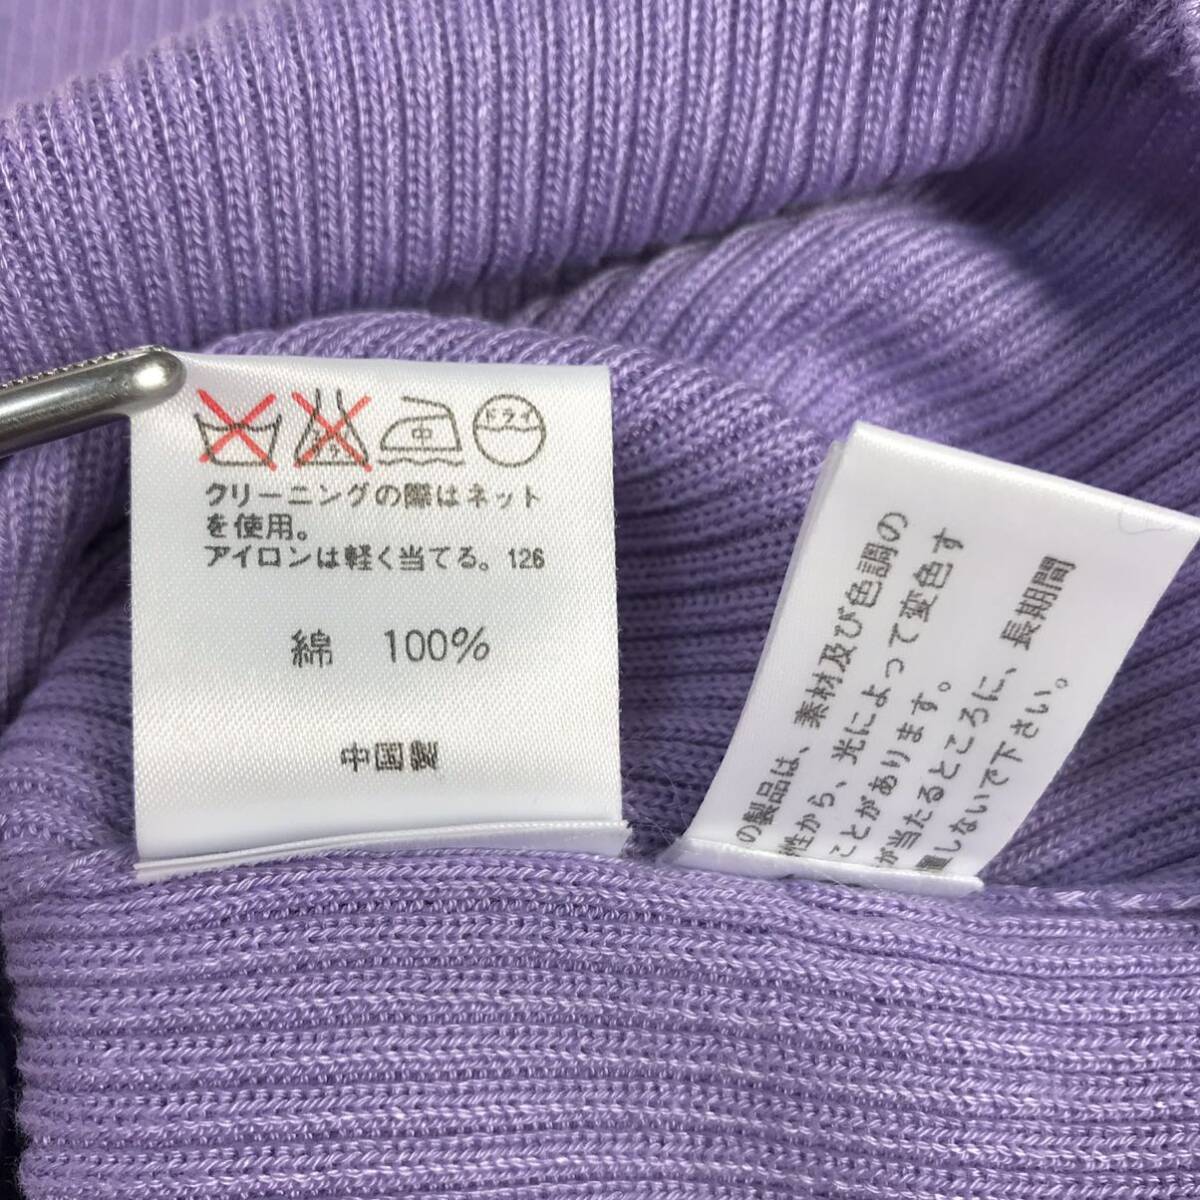 中
ドライ
クリーニングの際はネット
を使用。
アイロンは軽く当てる。126
綿 100%
中国製
の製品は、素材及び色調の
性から、光によって変色す
ことがあります。
が当たるところに、長期間
置しないで下さい。